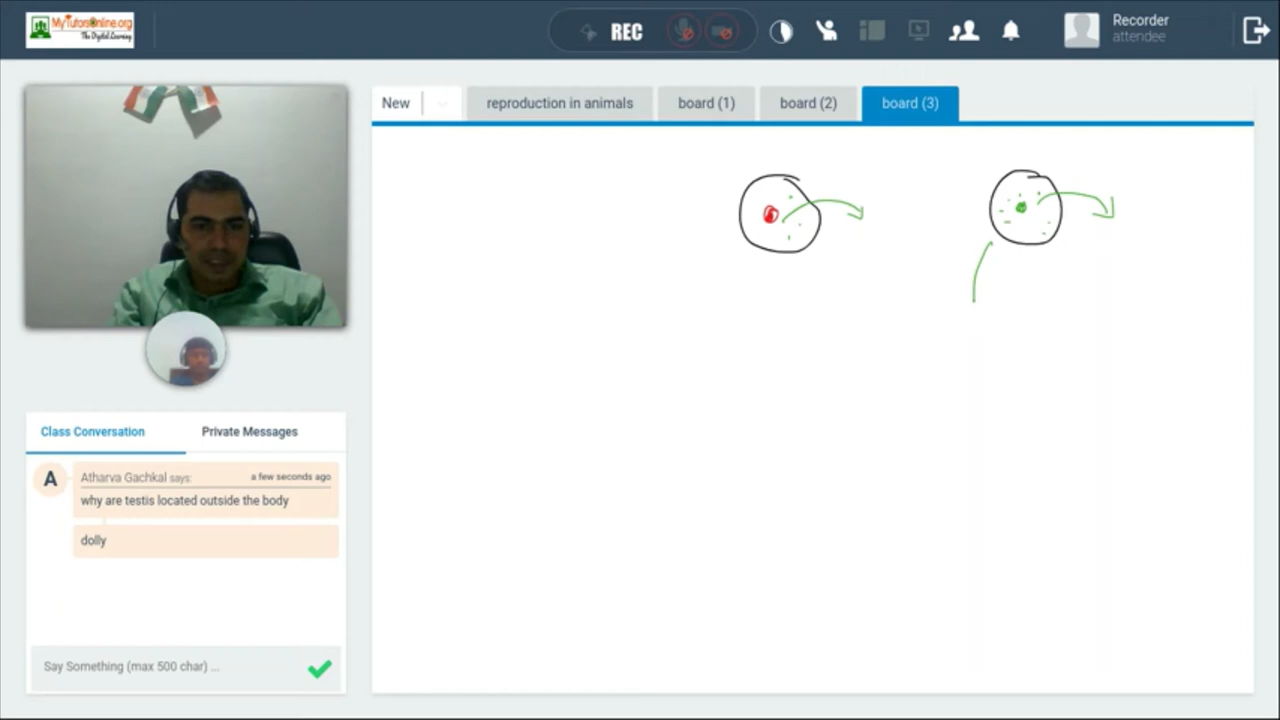 MyTutorsOnline.org
The Digital Learning
REC
Recorder
attendee
New
reproduction in animals
board (1)
board (2)
board (3)
Class Conversation
Private Messages
A
Atharva Gachkal says:
a few seconds ago
why are testis located outside the body
dolly
Say Something (max 500 char) ...